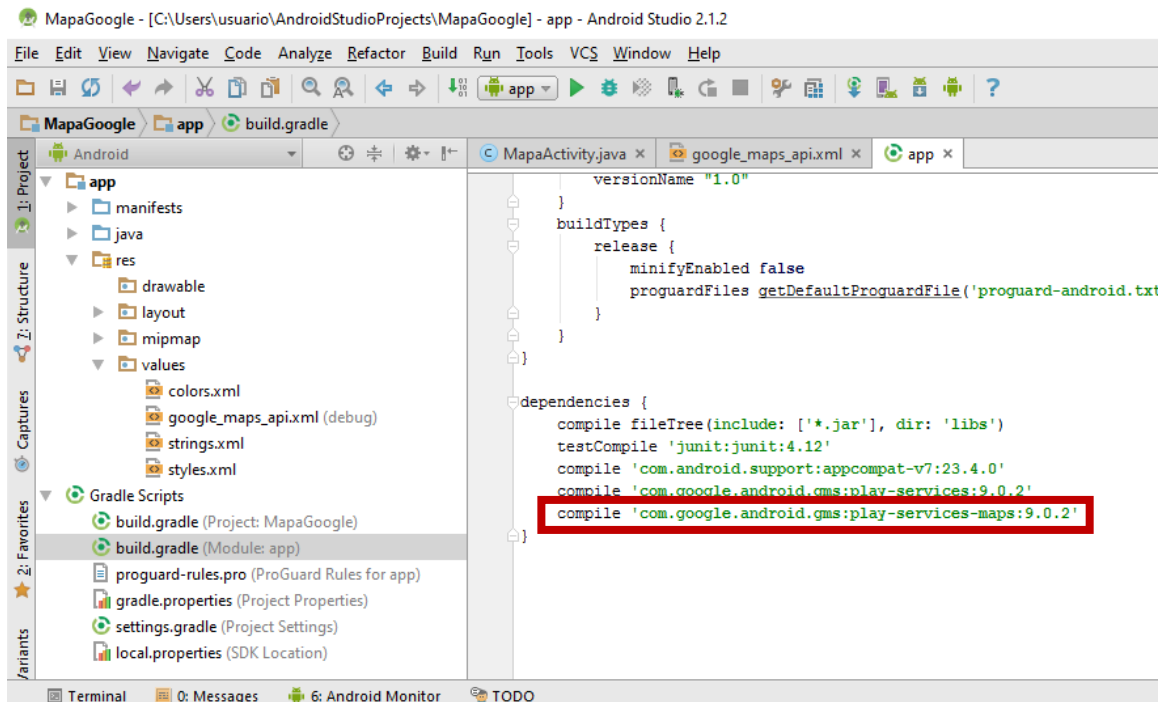 MapaGoogle - [C:\Users\usuario\AndroidStudioProjects\MapaGoogle] - app - Android Studio 2.1.2
File Edit View Navigate Code Analyze Refactor Build Run Tools VCS Window Help
app
MapaGoogle app build.gradle
Android
MapaActivity.java google_maps_api.xml app
1: Project
7: Structure
Captures
2: Favorites
Variants
app
manifests
java
res
drawable
layout
mipmap
values
colors.xml
google_maps_api.xml (debug)
strings.xml
styles.xml
Gradle Scripts
build.gradle (Project: MapaGoogle)
build.gradle (Module: app)
proguard-rules.pro (ProGuard Rules for app)
gradle.properties (Project Properties)
settings.gradle (Project Settings)
local.properties (SDK Location)
versionName "1.0"
}
buildTypes {
release {
minifyEnabled false
proguardFiles getDefaultProguardFile('proguard-android.txt
}
}
}
dependencies {
compile fileTree(include: ['*.jar'], dir: 'libs')
testCompile 'junit:junit:4.12'
compile 'com.android.support:appcompat-v7:23.4.0'
compile 'com.google.android.gms:play-services:9.0.2'
compile 'com.google.android.gms:play-services-maps:9.0.2'
}
Terminal 0: Messages 6: Android Monitor TODO